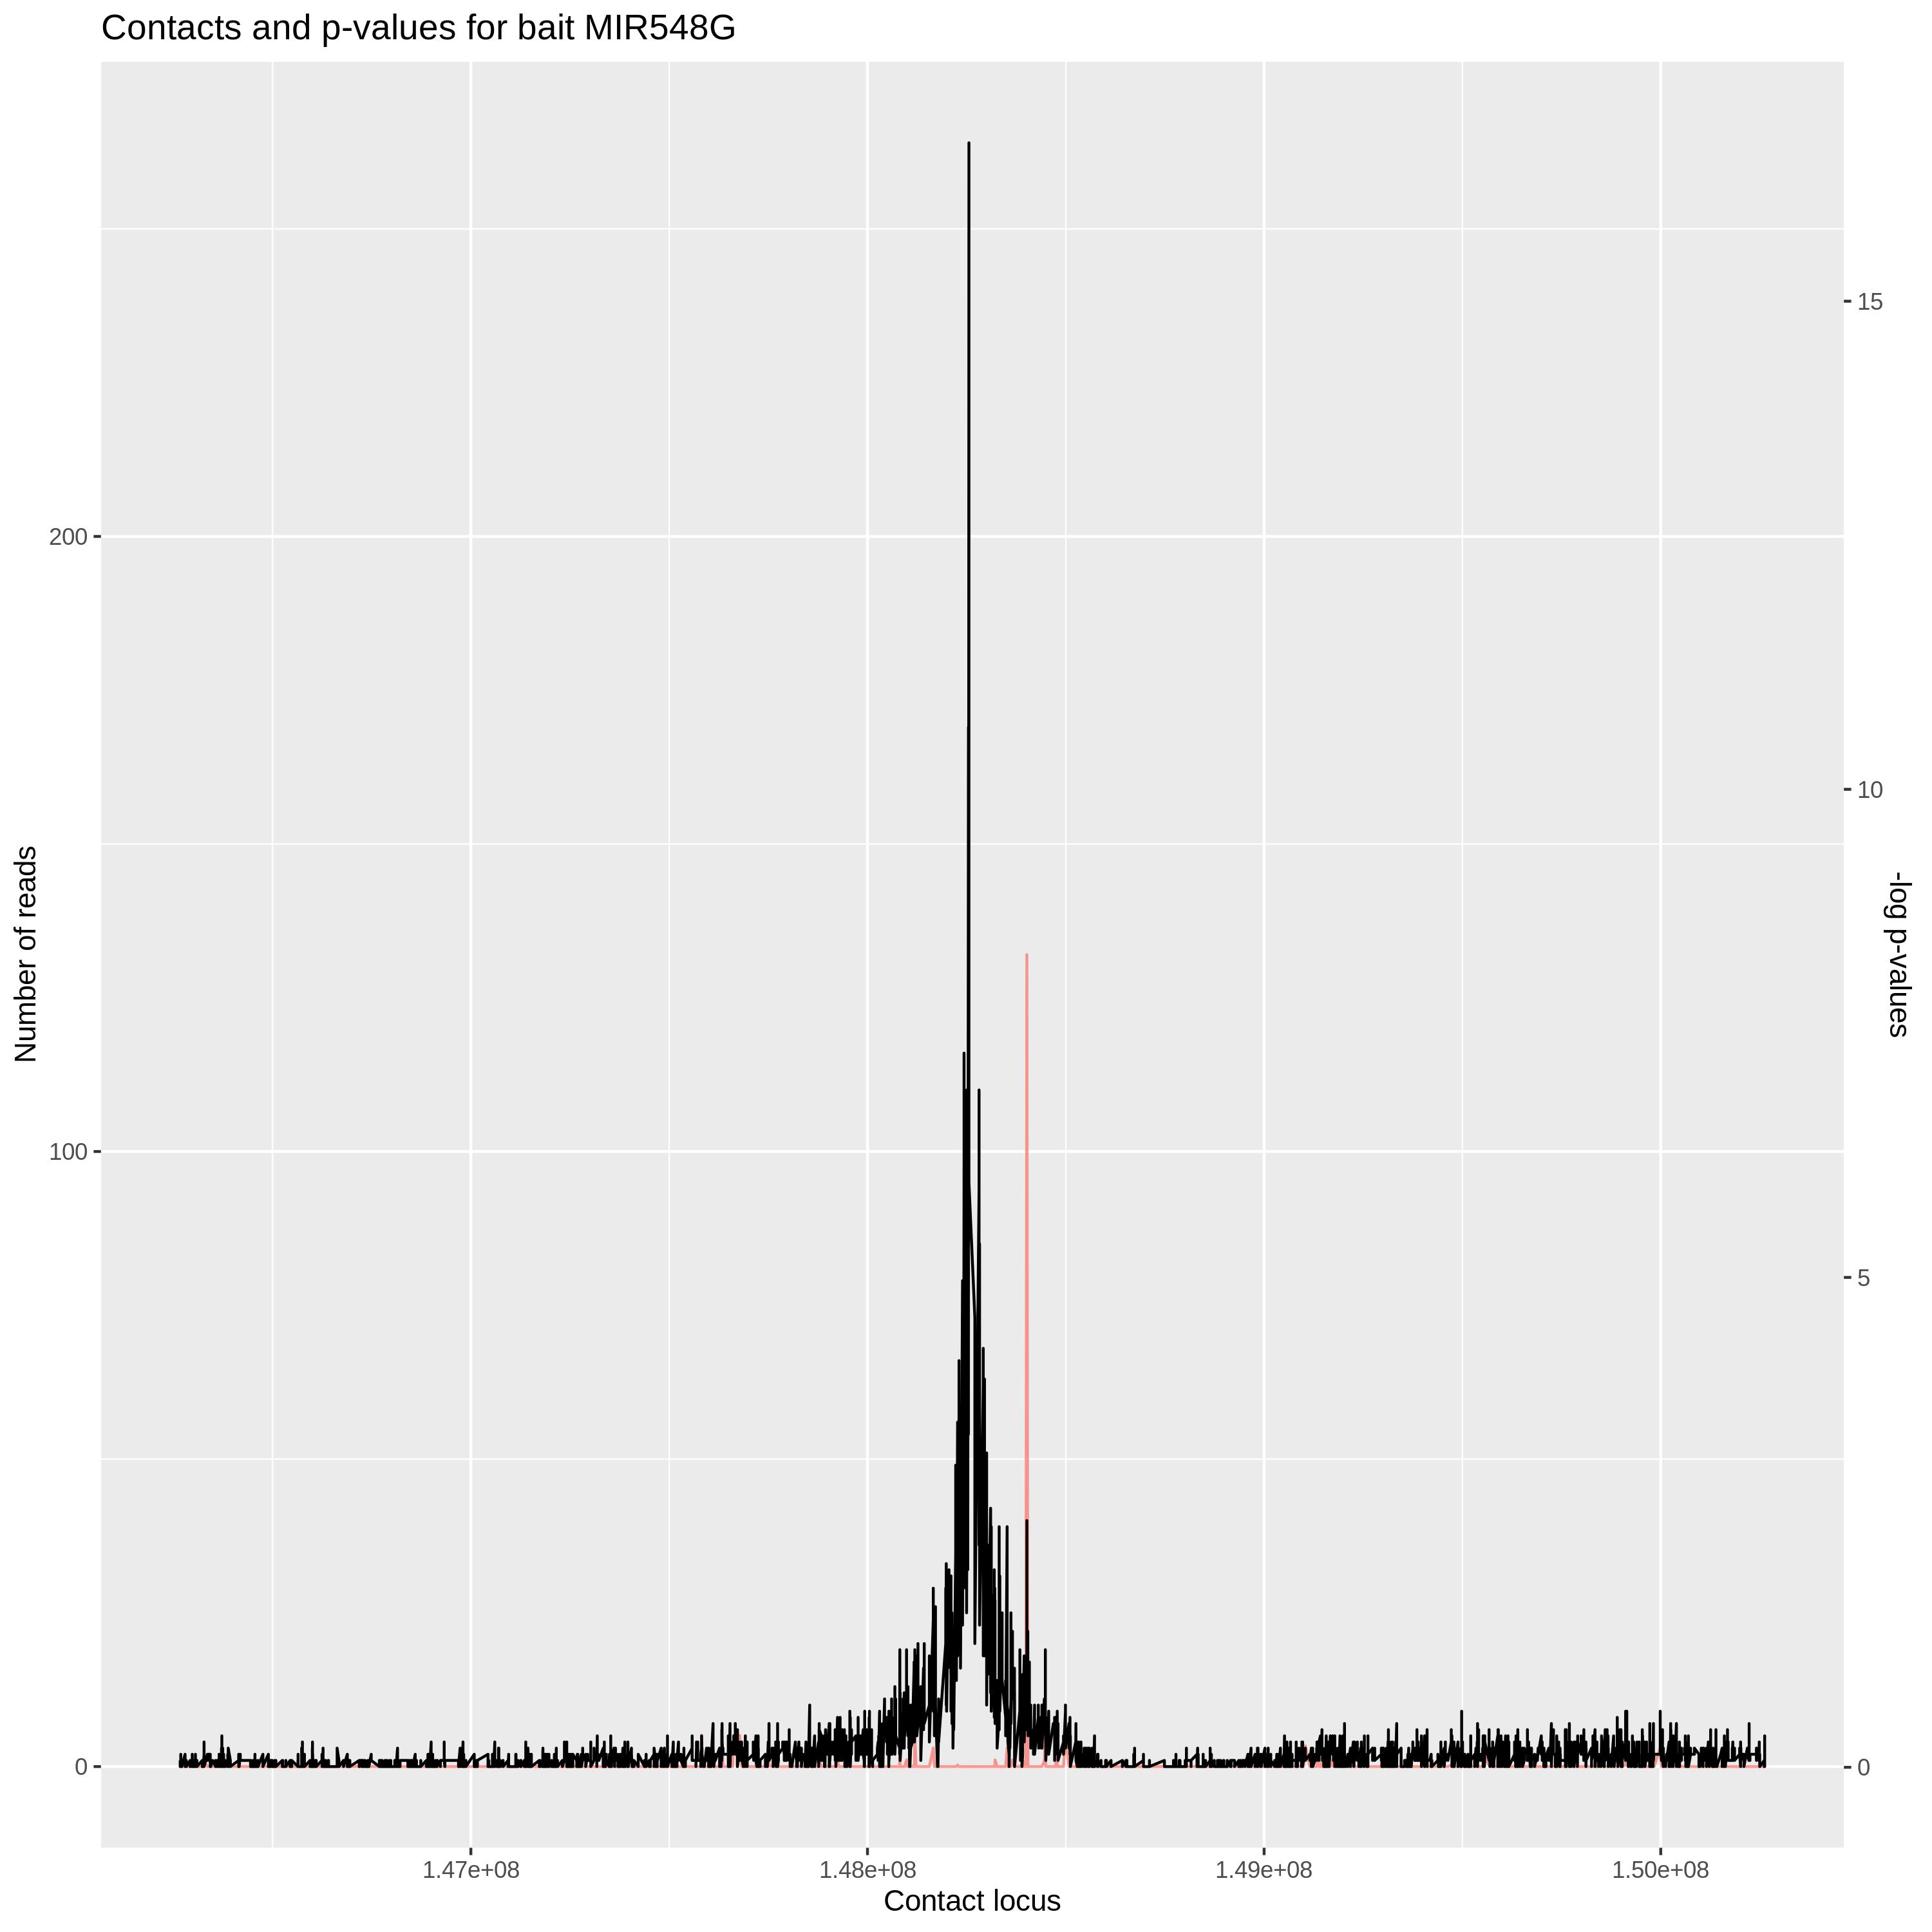 Contacts and p-values for bait MIR548G
200
100
0
Number of reads
15
10
5
0
-log p-values
1.47e+08
1.48e+08
1.49e+08
1.50e+08
Contact locus